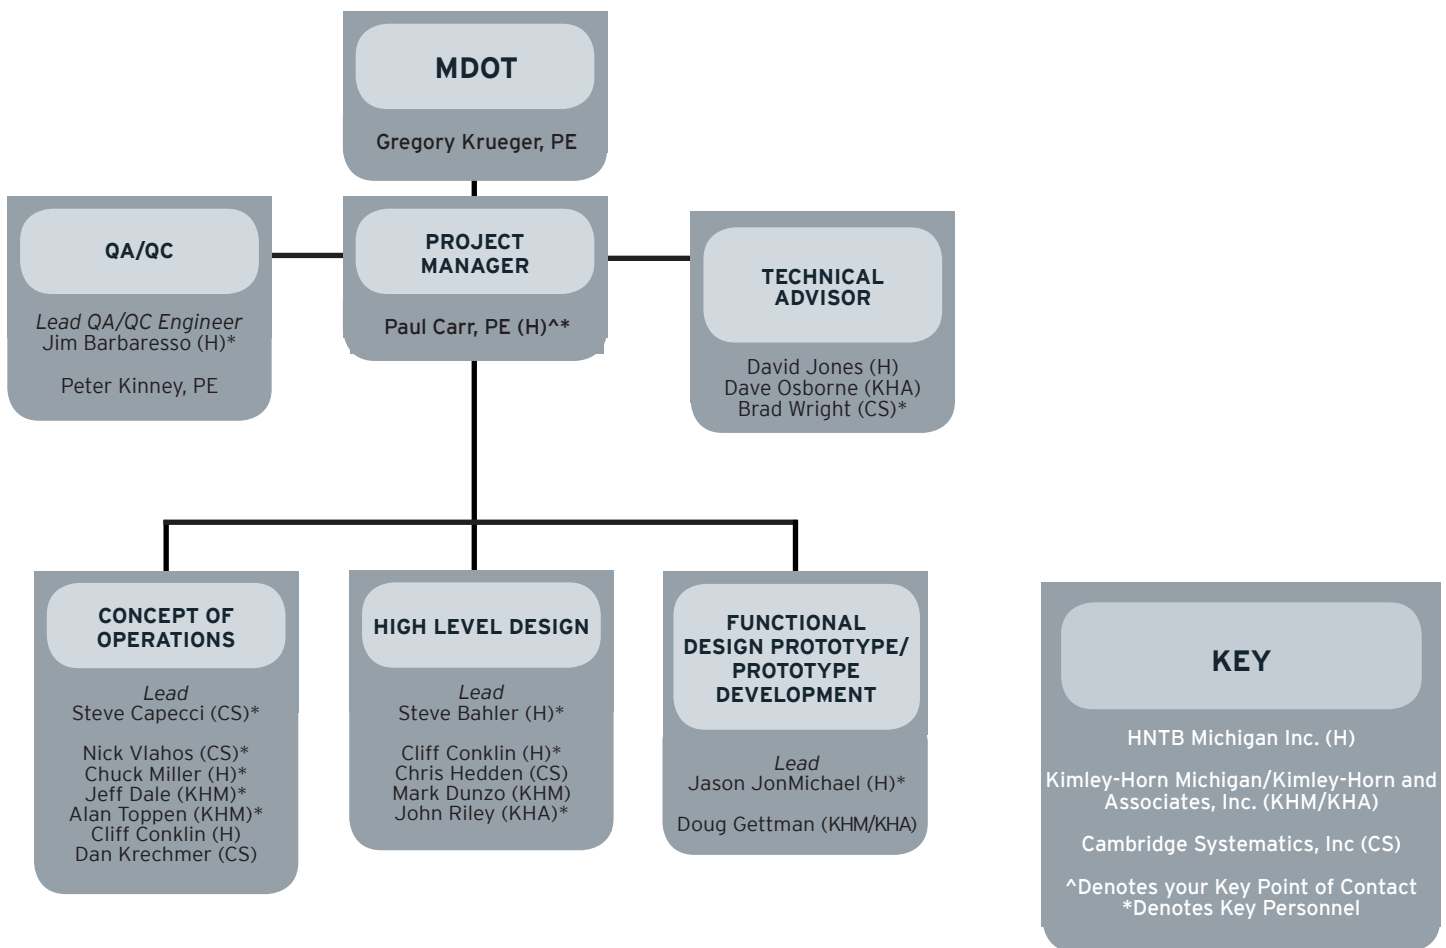 MDOT
Gregory Krueger, PE
QA/QC
Lead QA/QC Engineer
Jim Barbaresso (H)*
Peter Kinney, PE
PROJECT
MANAGER
Paul Carr, PE (H)^*
TECHNICAL
ADVISOR
David Jones (H)
Dave Osborne (KHA)
Brad Wright (CS)*
CONCEPT OF
OPERATIONS
Lead
Steve Capecci (CS)*
Nick Vlahos (CS)*
Chuck Miller (H)*
Jeff Dale (KHM)*
Alan Toppen (KHM)*
Cliff Conklin (H)
Dan Krechmer (CS)
HIGH LEVEL DESIGN
Lead
Steve Bahler (H)*
Cliff Conklin (H)*
Chris Hedden (CS)
Mark Dunzo (KHM)
John Riley (KHA)*
FUNCTIONAL
DESIGN PROTOTYPE/
PROTOTYPE
DEVELOPMENT
Lead
Jason JonMichael (H)*
Doug Gettman (KHM/KHA)
KEY
HNTB Michigan Inc. (H)
Kimley-Horn Michigan/Kimley-Horn and
Associates, Inc. (KHM/KHA)
Cambridge Systematics, Inc (CS)
^Denotes your Key Point of Contact
*Denotes Key Personnel